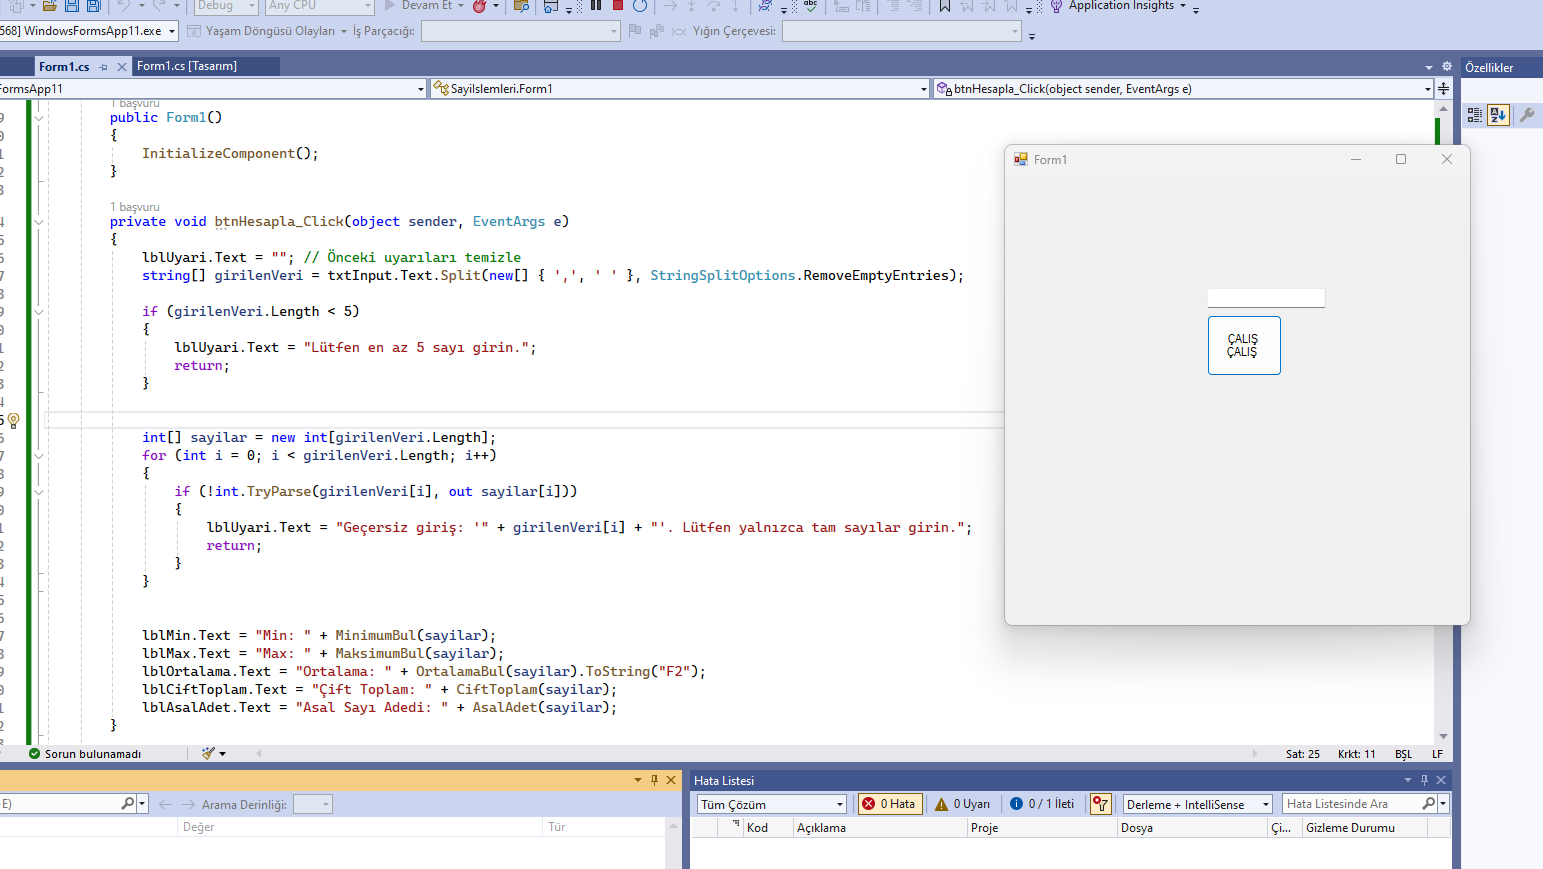 Debug
Any CPU
Devam Et
Application Insights
568] WindowsFormsApp11.exe
Yaşam Döngüsü Olayları
İş Parçacığı:
Yığın Çerçevesi:
Form1.cs
Form1.cs [Tasarım]
Özellikler
FormsApp11
SayiIslemleri.Form1
btnHesapla_Click(object sender, EventArgs e)
1 başvuru
public Form1()
{
InitializeComponent();
}
1 başvuru
private void btnHesapla_Click(object sender, EventArgs e)
{
lblUyari.Text = ""; // Önceki uyarıları temizle
string[] girilenVeri = txtInput.Text.Split(new[] { ',', ' ' }, StringSplitOptions.RemoveEmptyEntries);
if (girilenVeri.Length < 5)
{
lblUyari.Text = "Lütfen en az 5 sayı girin.";
return;
}
int[] sayilar = new int[girilenVeri.Length];
for (int i = 0; i < girilenVeri.Length; i++)
{
if (!int.TryParse(girilenVeri[i], out sayilar[i]))
{
lblUyari.Text = "Geçersiz giriş: '" + girilenVeri[i] + "'. Lütfen yalnızca tam sayılar girin.";
return;
}
}
lblMin.Text = "Min: " + MinimumBul(sayilar);
lblMax.Text = "Max: " + MaksimumBul(sayilar);
lblOrtalama.Text = "Ortalama: " + OrtalamaBul(sayilar).ToString("F2");
lblCiftToplam.Text = "Çift Toplam: " + CiftToplam(sayilar);
lblAsalAdet.Text = "Asal Sayı Adedi: " + AsalAdet(sayilar);
}
Form1
ÇALIŞ
ÇALIŞ
Sorun bulunamadı
Sat: 25
Krkt: 11
BŞL
LF
E)
Arama Derinliği:
Değer
Tür
Hata Listesi
Tüm Çözüm
0 Hata
0 Uyarı
0 / 1 İleti
Derleme + IntelliSense
Hata Listesinde Ara
Kod
Açıklama
Proje
Dosya
Çi...
Gizleme Durumu